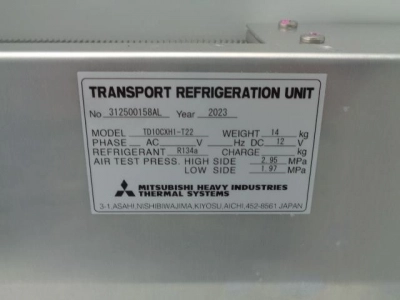 TRANSPORT REFRIGERATION UNIT
No. 312500158AL Year 2023
MODEL TD10CXH1-T22 WEIGHT 14 kg
PHASE AC V Hz DC 12 V
REFRIGERANT R134a CHARGE kg
AIR TEST PRESS. HIGH SIDE 2.95 MPa
LOW SIDE 1.97 MPa
MITSUBISHI HEAVY INDUSTRIES
THERMAL SYSTEMS
3-1, ASAHI, NISHIBIWAJIMA, KIYOSU, AICHI, 452-8561 JAPAN